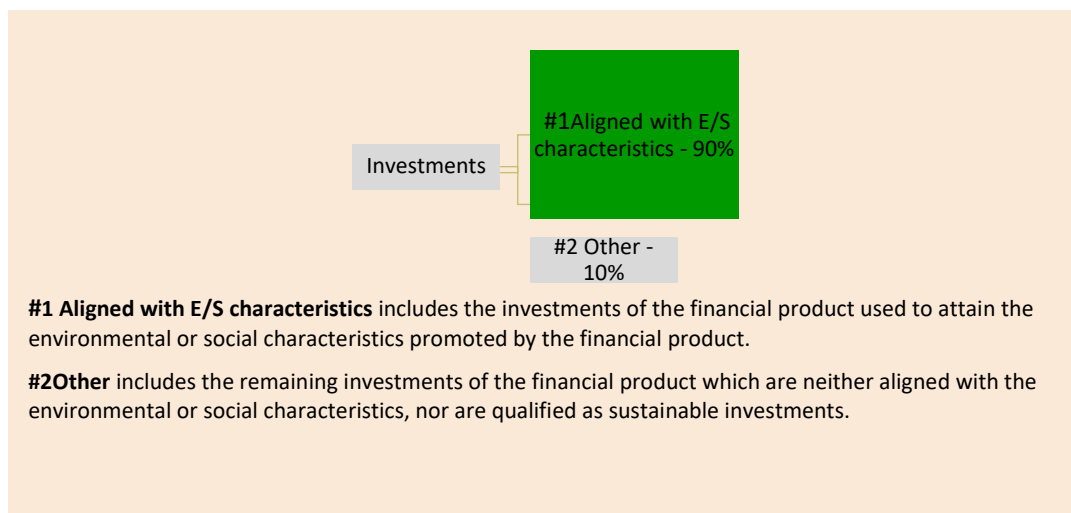 #1Aligned with E/S
characteristics - 90%
Investments
#2 Other -
10%
#1 Aligned with E/S characteristics includes the investments of the financial product used to attain the
environmental or social characteristics promoted by the financial product.
#2Other includes the remaining investments of the financial product which are neither aligned with the
environmental or social characteristics, nor are qualified as sustainable investments.